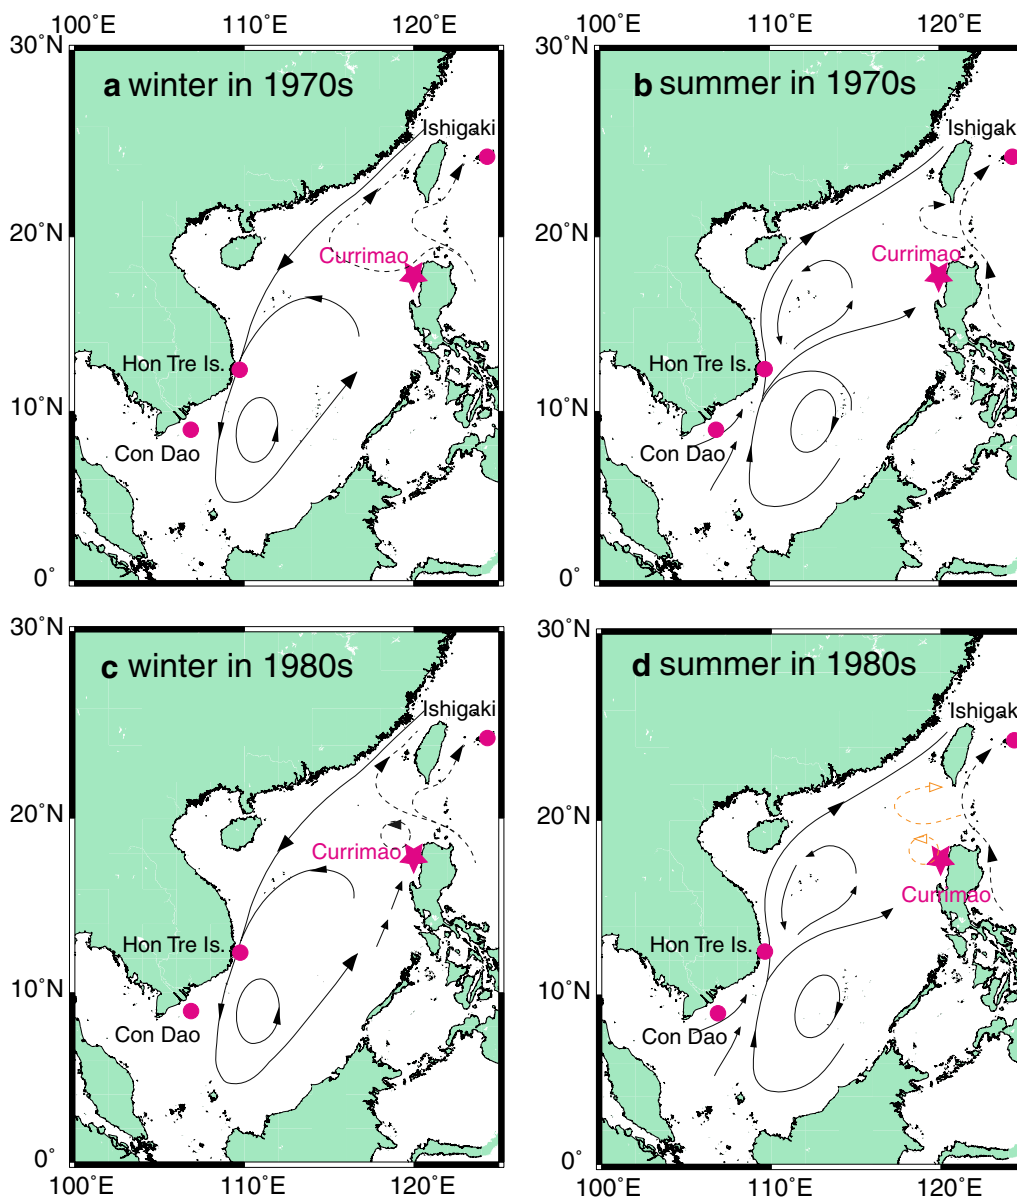 100˚E 110˚E 120˚E 100˚E 110˚E 120˚E
30˚N
a winter in 1970s
Ishigaki
20˚N
Currimao
Hon Tre Is.
10˚N
Con Dao
0˚
30˚N
b summer in 1970s
Ishigak
20˚N
Currimao
Hon Tre Is.
10˚N
Con Dao
0˚
30˚N
c winter in 1980s
Ishigaki
20˚N
Currimao
Hon Tre Is.
10˚N
Con Dao
0˚
30˚N
d summer in 1980s
Ishigak
20˚N
Currimao
Hon Tre Is.
10˚N
Con Dao
0˚
100˚E 110˚E 120˚E 100˚E 110˚E 120˚E